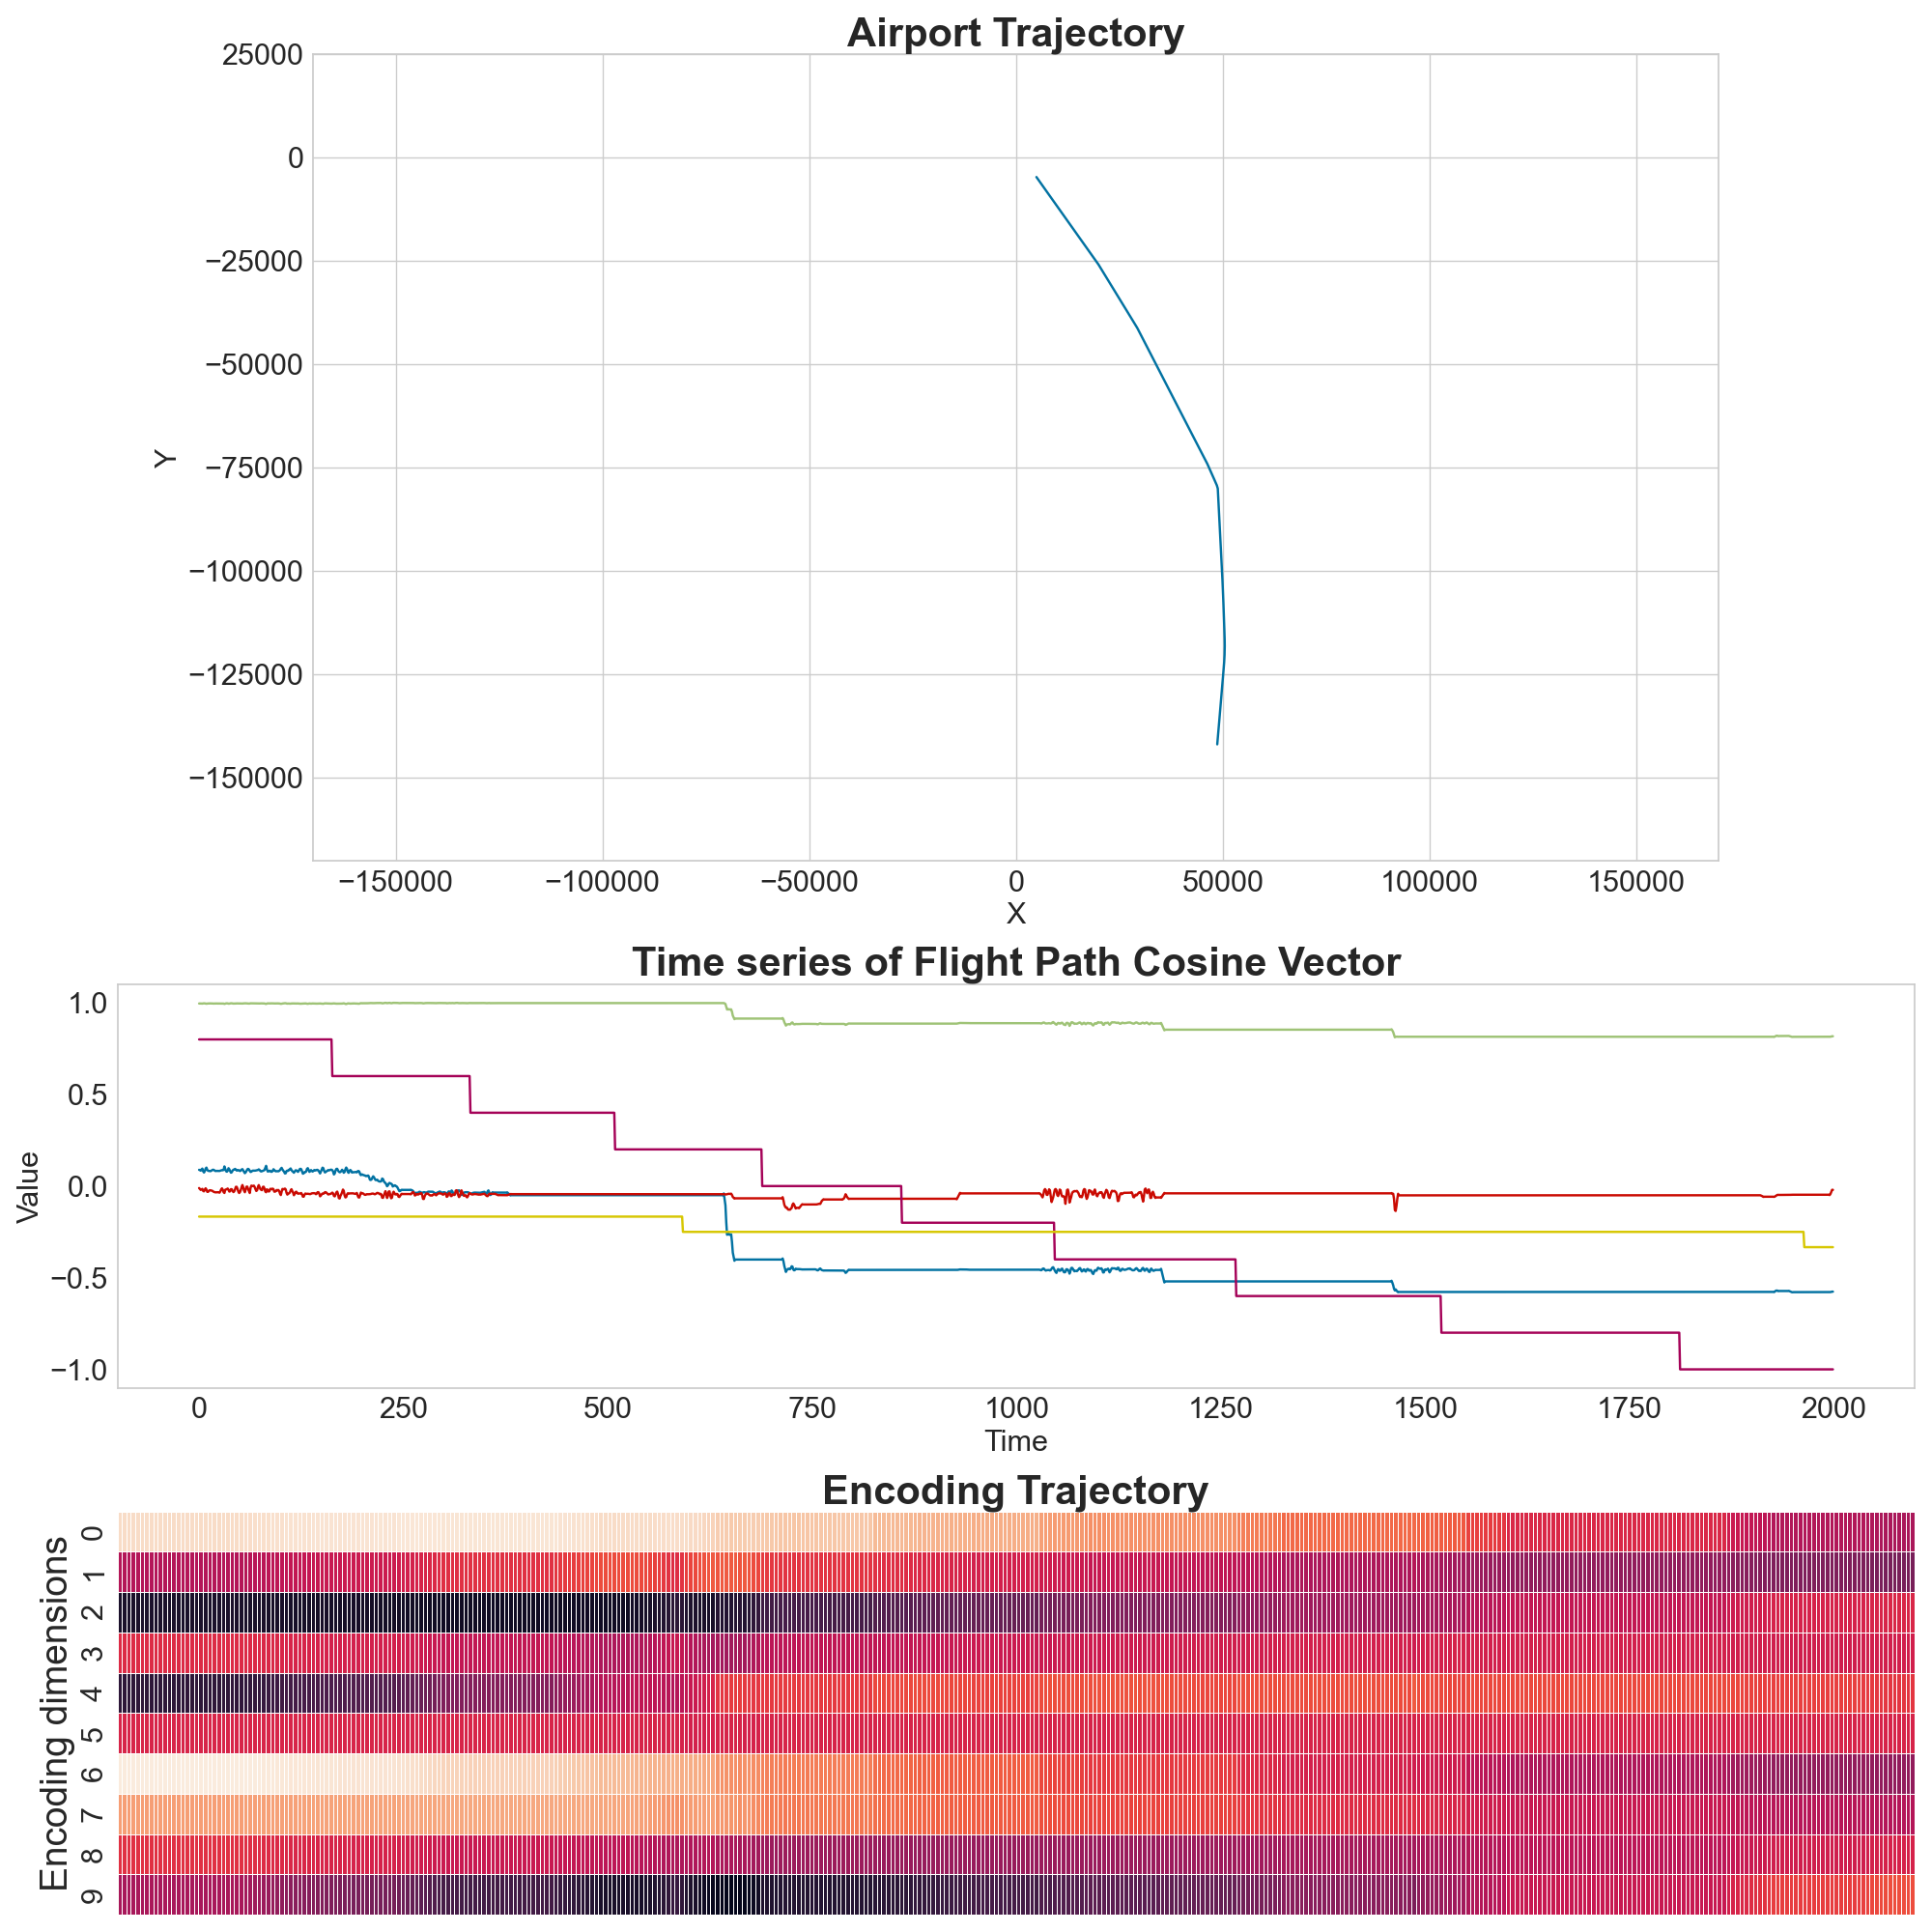 Airport Trajectory
25000
0
−25000
−50000
−75000
−100000
−125000
−150000
Y
−150000 −100000 −50000 0 50000 100000 150000
X
Time series of Flight Path Cosine Vector
1.0
0.5
0.0
−0.5
−1.0
Value
0 250 500 750 1000 1250 1500 1750 2000
Time
Encoding Trajectory
Encoding dimensions
0
1
2
3
4
5
6
7
8
9